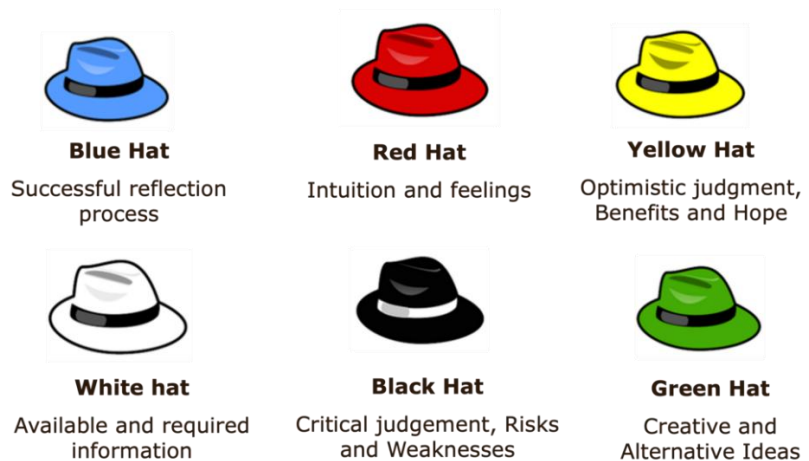 Blue Hat
Successful reflection
process
Red Hat
Intuition and feelings
Yellow Hat
Optimistic judgment,
Benefits and Hope
White hat
Available and required
information
Black Hat
Critical judgement, Risks
and Weaknesses
Green Hat
Creative and
Alternative Ideas